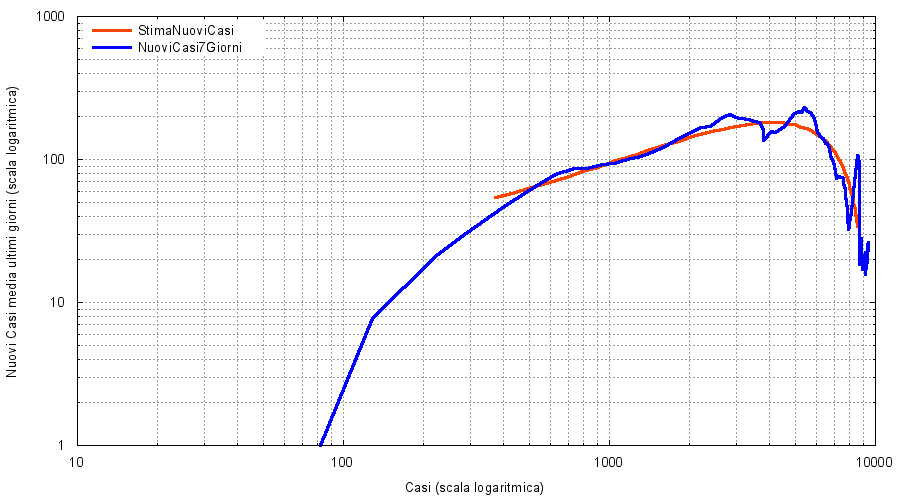 1000
StimaNuoviCasi
NuoviCasi7Giorni
100
10
1
Nuovi Casi media ultimi giorni (scala logaritmica)
10 100 1000 10000
Casi (scala logaritmica)